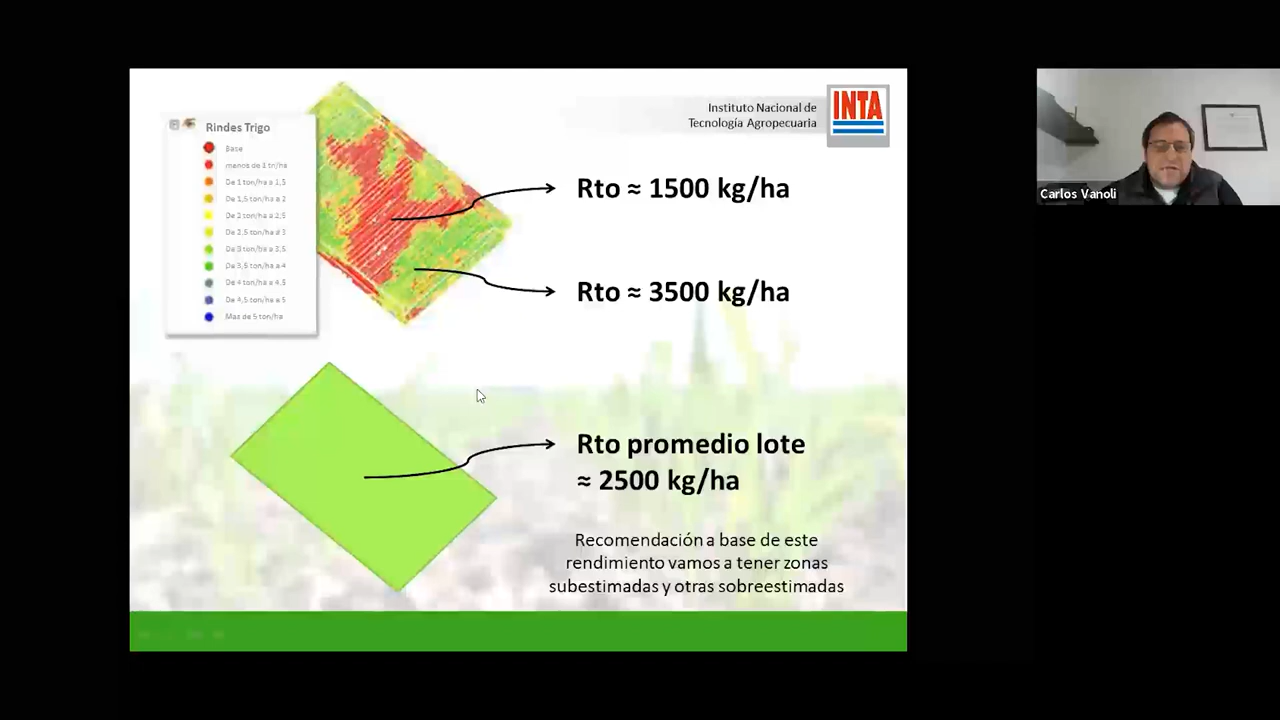 Instituto Nacional de
Tecnología Agropecuaria
INTA
Rindes Trigo
Base
menos de 1 tn/ha
De 1 ton/ha a 1,5
De 1,5 ton/ha a 2
De 2 ton/ha a 2,5
De 2,5 ton/ha a 3
De 3 ton/ha a 3,5
De 3,5 ton/ha a 4
De 4 ton/ha a 4,5
De 4,5 ton/ha a 5
Mas de 5 ton/ha
Rto ≈ 1500 kg/ha
Rto ≈ 3500 kg/ha
Rto promedio lote
≈ 2500 kg/ha
Recomendación a base de este
rendimiento vamos a tener zonas
subestimadas y otras sobreestimadas
Carlos Vanoli